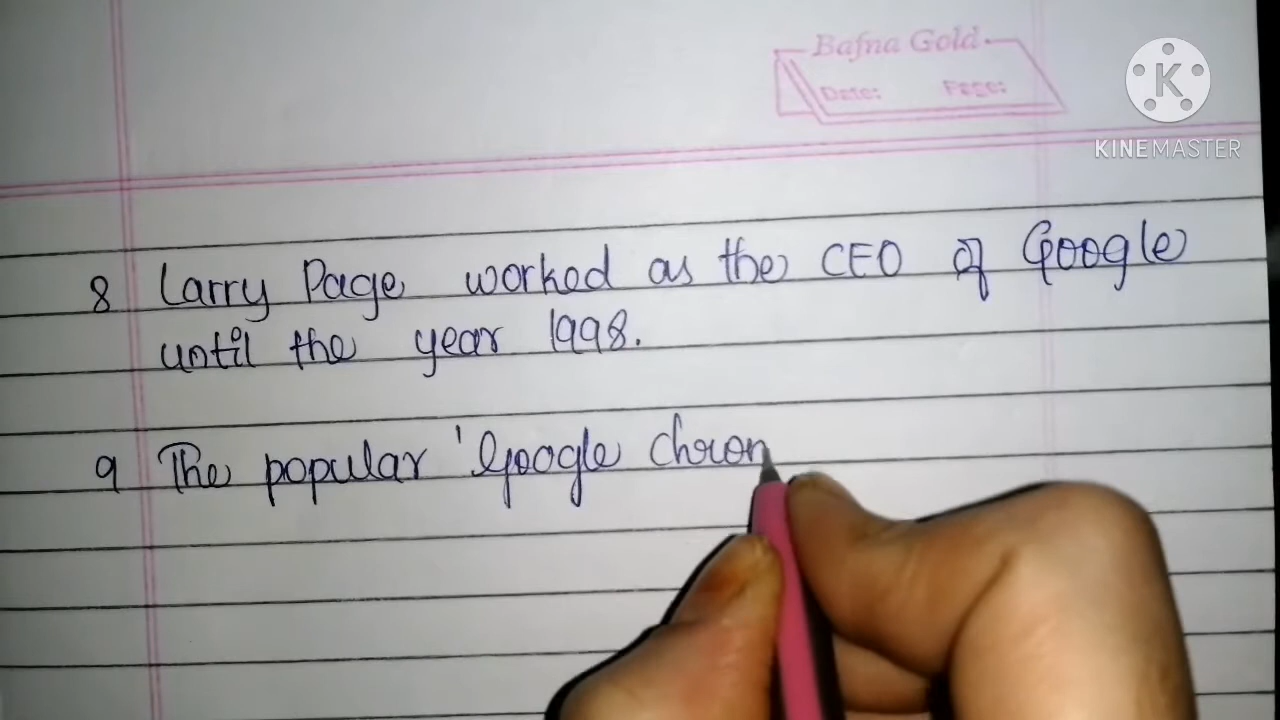 Bafna Gold
Date: Page:
K
KINEMASTER
8 Larry Page worked as the CEO of Google
until the year 1998.
9 The popular 'Google Chrom